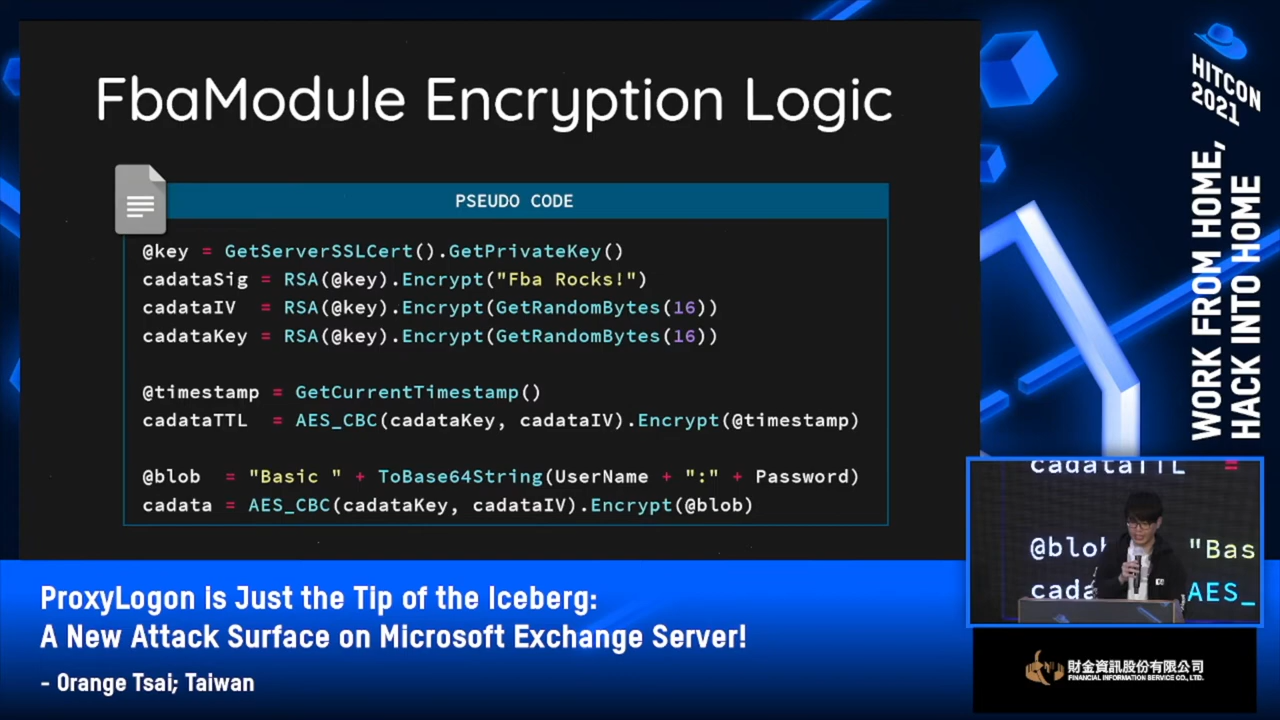 FbaModule Encryption Logic
PSEUDO CODE
@key = GetServerSSLCert().GetPrivateKey()
cadataSig = RSA(@key).Encrypt("Fba Rocks!")
cadataIV = RSA(@key).Encrypt(GetRandomBytes(16))
cadataKey = RSA(@key).Encrypt(GetRandomBytes(16))
@timestamp = GetCurrentTimestamp()
cadataTTL = AES_CBC(cadataKey, cadataIV).Encrypt(@timestamp)
@blob = "Basic " + ToBase64String(UserName + ":" + Password)
cadata = AES_CBC(cadataKey, cadataIV).Encrypt(@blob)
HITCON
2021
WORK FROM HOME,
HACK INTO HOME
cadataTTL =
@blo "Bas
cada AES_
ProxyLogon is Just the Tip of the Iceberg:
A New Attack Surface on Microsoft Exchange Server!
- Orange Tsai; Taiwan
財金資訊股份有限公司
FINANCIAL INFORMATION SERVICE CO., LTD.